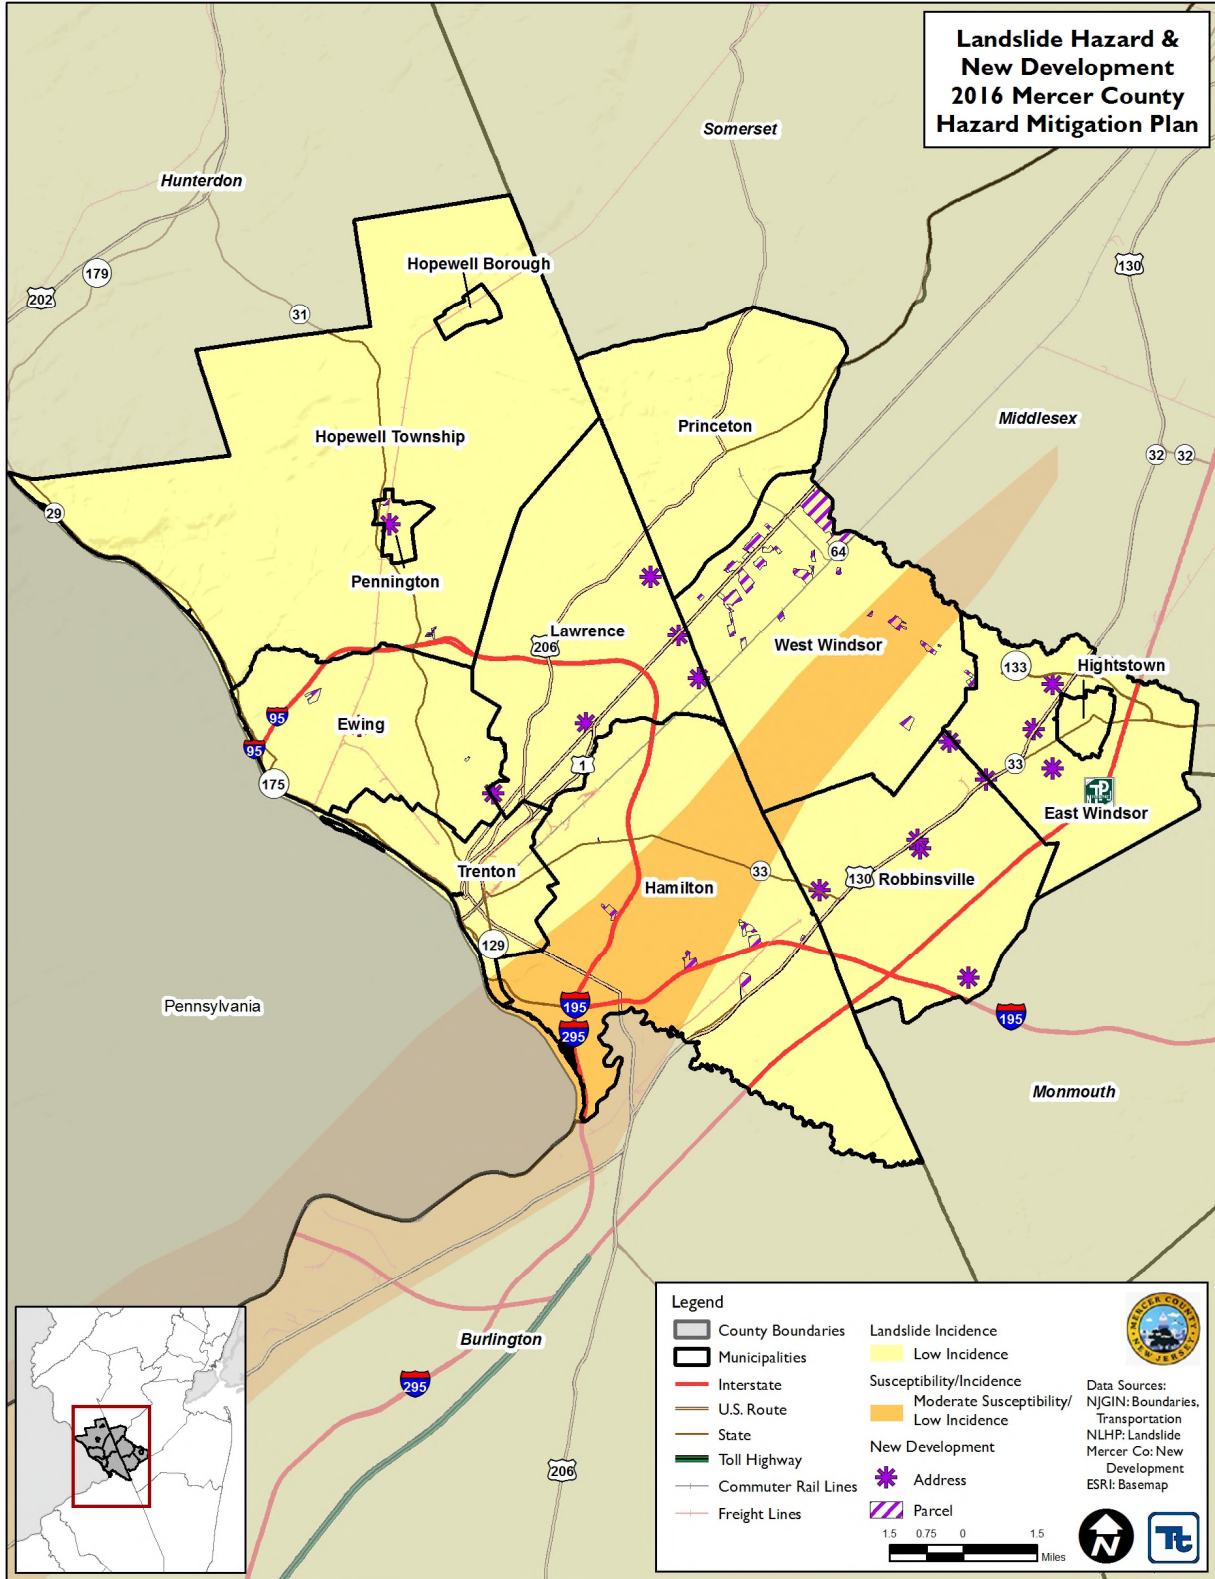 Landslide Hazard &
New Development
2016 Mercer County
Hazard Mitigation Plan
Somerset
Hunterdon
Hopewell Borough
179
130
202
31
Middlesex
Princeton
Hopewell Township
32
32
29
64
Pennington
Lawrence
206
West Windsor
133
Hightstown
95
Ewing
95
1
33
175
East Windsor
Trenton
33
130
Robbinsville
Hamilton
129
Pennsylvania
195
195
295
Monmouth
Burlington
295
206
Legend
County Boundaries
Municipalities
Interstate
U.S. Route
State
Toll Highway
Commuter Rail Lines
Freight Lines
Landslide Incidence
Low Incidence
Susceptibility/Incidence
Moderate Susceptibility/
Low Incidence
New Development
Address
Parcel
1.5 0.75 0 1.5
Miles
MERCER COUNTY
NEW JERSEY
Data Sources:
NJGIN: Boundaries,
Transportation
NLHP: Landslide
Mercer Co: New
Development
ESRI: Basemap
N
Tt